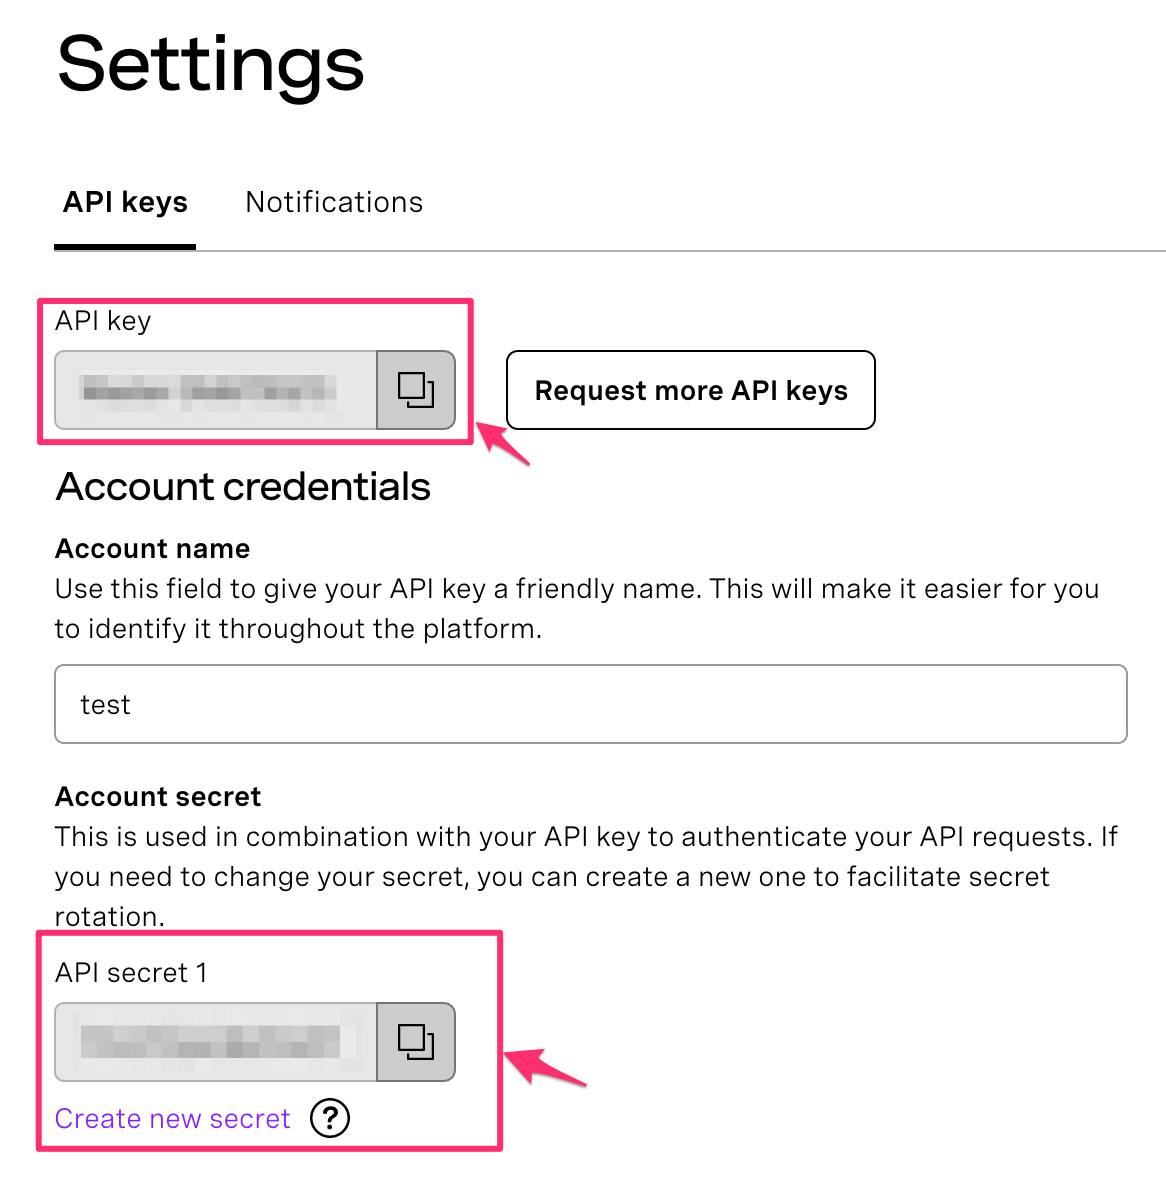 Settings
API keys
Notifications
API key
Request more API keys
Account credentials
Account name
Use this field to give your API key a friendly name. This will make it easier for you
to identify it throughout the platform.
test
Account secret
This is used in combination with your API key to authenticate your API requests. If
you need to change your secret, you can create a new one to facilitate secret
rotation.
API secret 1
Create new secret ?